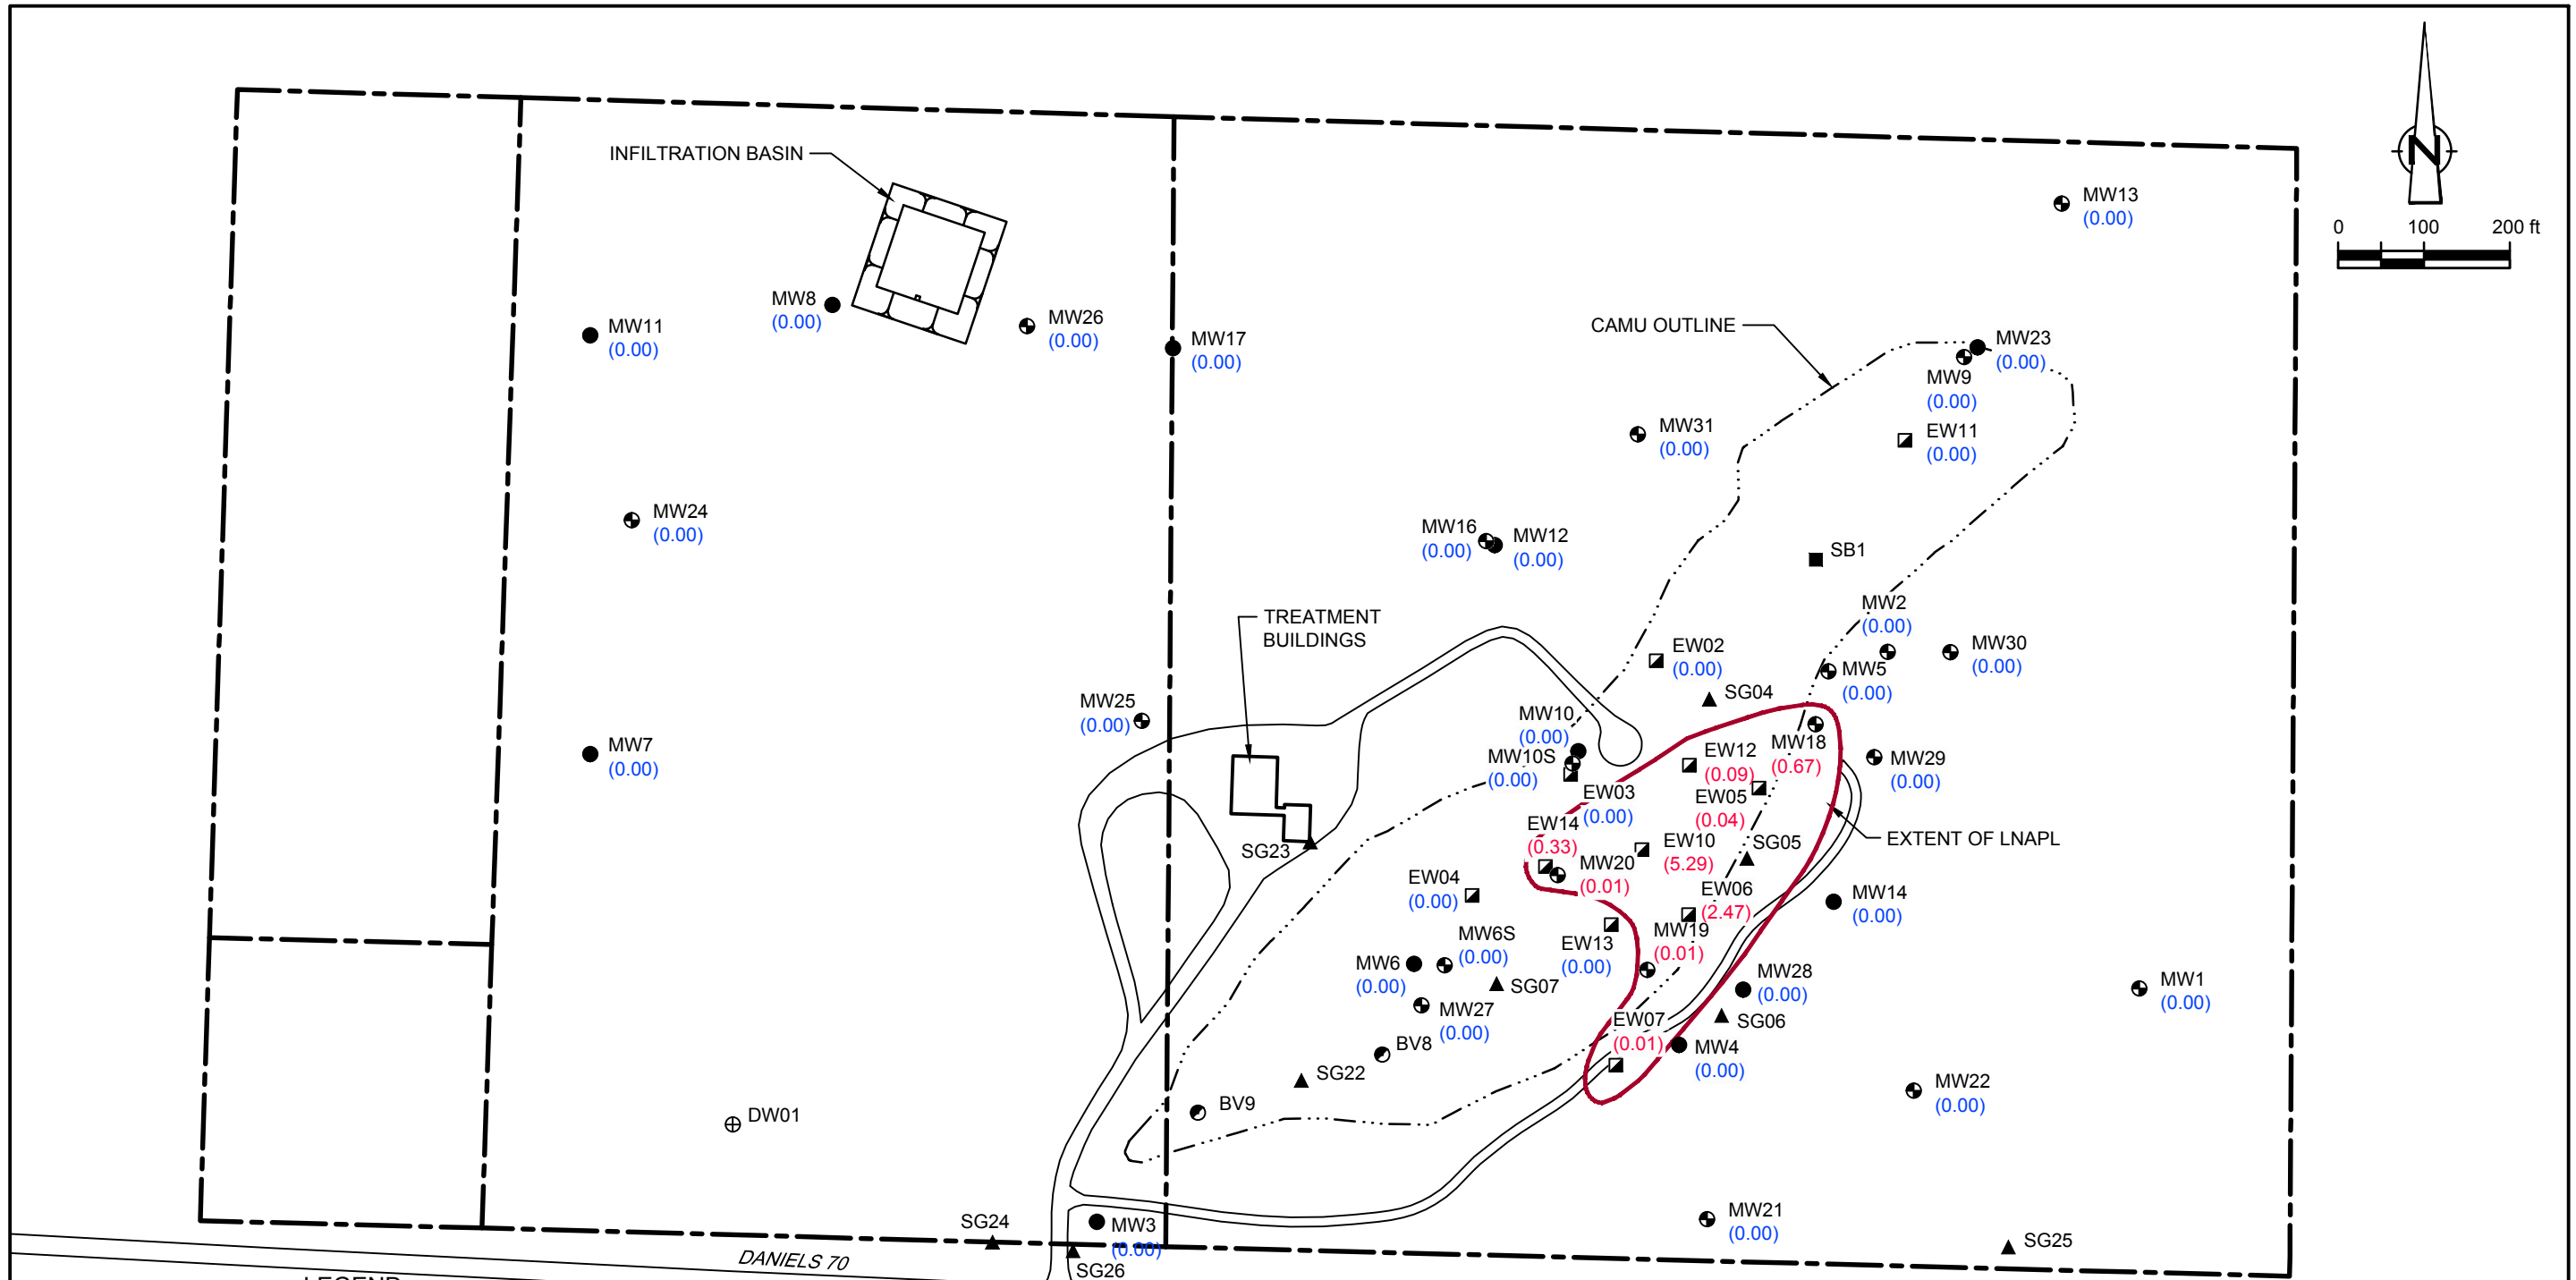 INFILTRATION BASIN
N
MW13
(0.00)
0 100 200 ft
MW8
(0.00)
MW11
(0.00)
MW26
(0.00)
MW17
(0.00)
CAMU OUTLINE
MW23
(0.00)
MW9
(0.00)
MW31
(0.00)
EW11
(0.00)
MW24
(0.00)
MW16
(0.00)
MW12
(0.00)
SB1
TREATMENT
BUILDINGS
MW2
(0.00)
EW02
(0.00)
MW30
(0.00)
MW5
(0.00)
SG04
MW25
(0.00)
MW10
(0.00)
MW7
(0.00)
MW10S
(0.00)
EW12
(0.09)
MW18
(0.67)
MW29
(0.00)
EW03
(0.00)
EW05
(0.04)
EW14
(0.33)
EXTENT OF LNAPL
SG23
EW10
(5.29)
SG05
MW20
(0.01)
EW04
(0.00)
EW06
(2.47)
MW14
(0.00)
MW6S
(0.00)
EW13
(0.00)
MW19
(0.01)
MW6
(0.00)
SG07
MW28
(0.00)
MW1
(0.00)
MW27
(0.00)
EW07
(0.01)
SG06
BV8
MW4
(0.00)
SG22
MW22
(0.00)
BV9
DW01
MW21
(0.00)
SG24
MW3
(0.00)
SG25
DANIELS 70
SG26
LEGEND